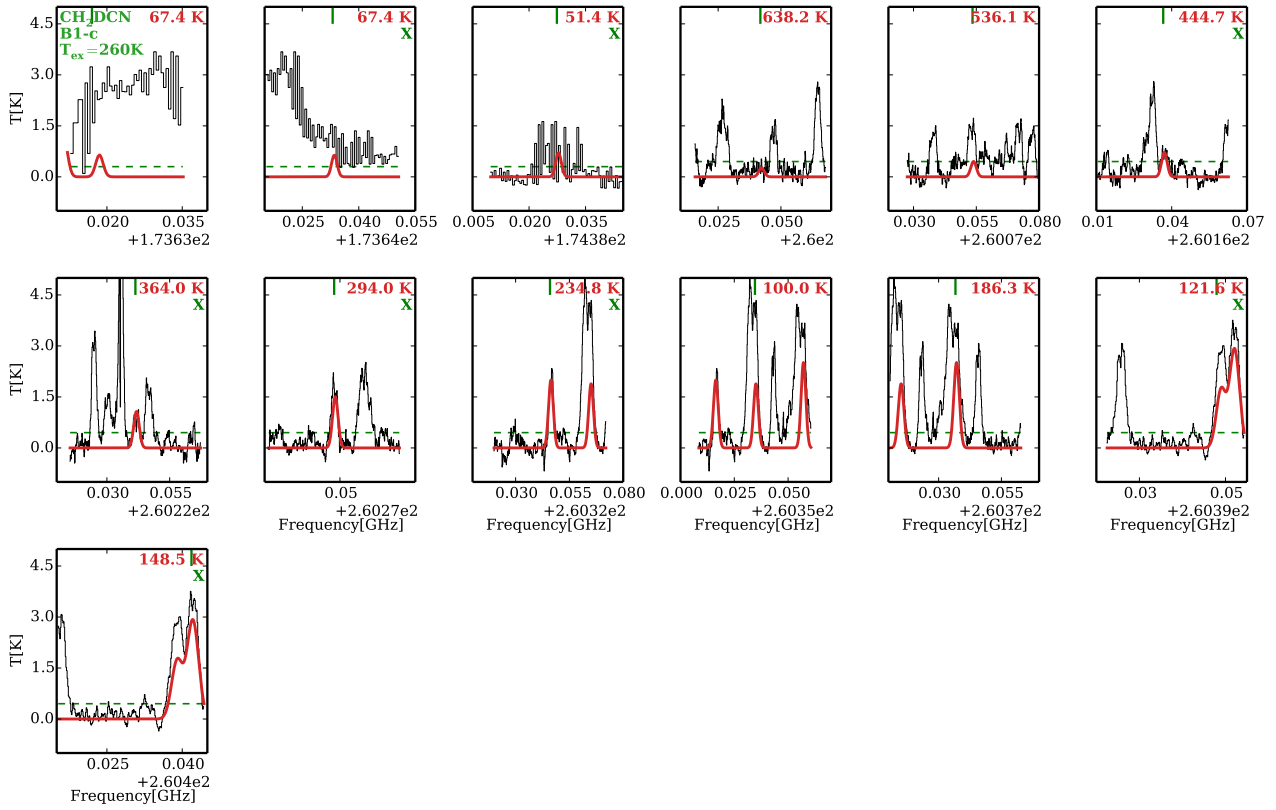 4.5
3.0
1.5
0.0
T[K]
CH₂DCN
B1-c
Tₑₓ=260K
67.4 K
0.020
0.035
+1.7363e2
67.4 K
X
0.025
0.040
0.055
+1.7364e2
51.4 K
X
0.005
0.020
0.035
+1.7438e2
638.2 K
0.025
0.050
+2.6e2
536.1 K
0.030
0.055
0.080
+2.6007e2
444.7 K
X
0.01
0.04
0.07
+2.6016e2
4.5
3.0
1.5
0.0
T[K]
364.0 K
X
0.030
0.055
+2.6022e2
294.0 K
X
0.05
+2.6027e2
Frequency[GHz]
234.8 K
X
0.030
0.055
0.080
+2.6032e2
Frequency[GHz]
100.0 K
X
0.000
0.025
0.050
+2.6035e2
Frequency[GHz]
186.3 K
0.030
0.055
+2.6037e2
Frequency[GHz]
121.6 K
X
0.03
0.05
+2.6039e2
Frequency[GHz]
4.5
3.0
1.5
0.0
T[K]
148.5 K
X
0.025
0.040
+2.604e2
Frequency[GHz]